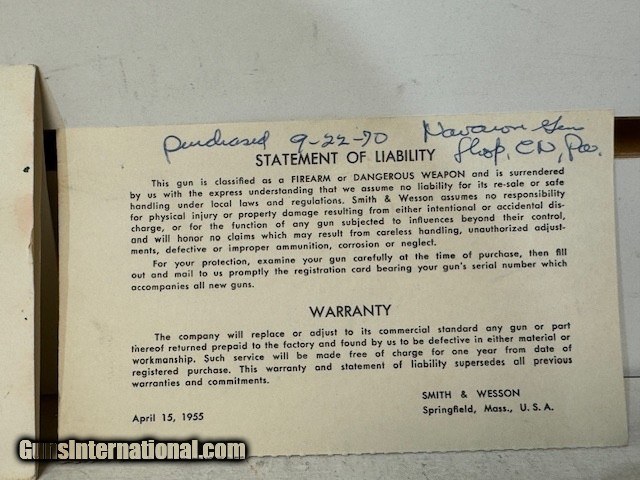 Purchased 9-22-70 Navaron Gun
Shop, CN, Pa.
STATEMENT OF LIABILITY
This gun is classified as a FIREARM or DANGEROUS WEAPON and is surrendered
by us with the express understanding that we assume no liability for its re-sale or safe
handling under local laws and regulations. Smith & Wesson assumes no responsibility
for physical injury or property damage resulting from either intentional or accidental dis-
charge, or for the function of any gun subjected to influences beyond their control,
and will honor no claims which may result from careless handling, unauthorized adjust-
ments, defective or improper ammunition, corrosion or neglect.
For your protection, examine your gun carefully at the time of purchase, then fill
out and mail to us promptly the registration card bearing your gun's serial number which
accompanies all new guns.
WARRANTY
The company will replace or adjust to its commercial standard any gun or part
thereof returned prepaid to the factory and found by us to be defective in either material or
workmanship. Such service will be made free of charge for one year from date of
registered purchase. This warranty and statement of liability supersedes all previous
warranties and commitments.
SMITH & WESSON
April 15, 1955 Springfield, Mass., U. S. A.
GunsInternational.com